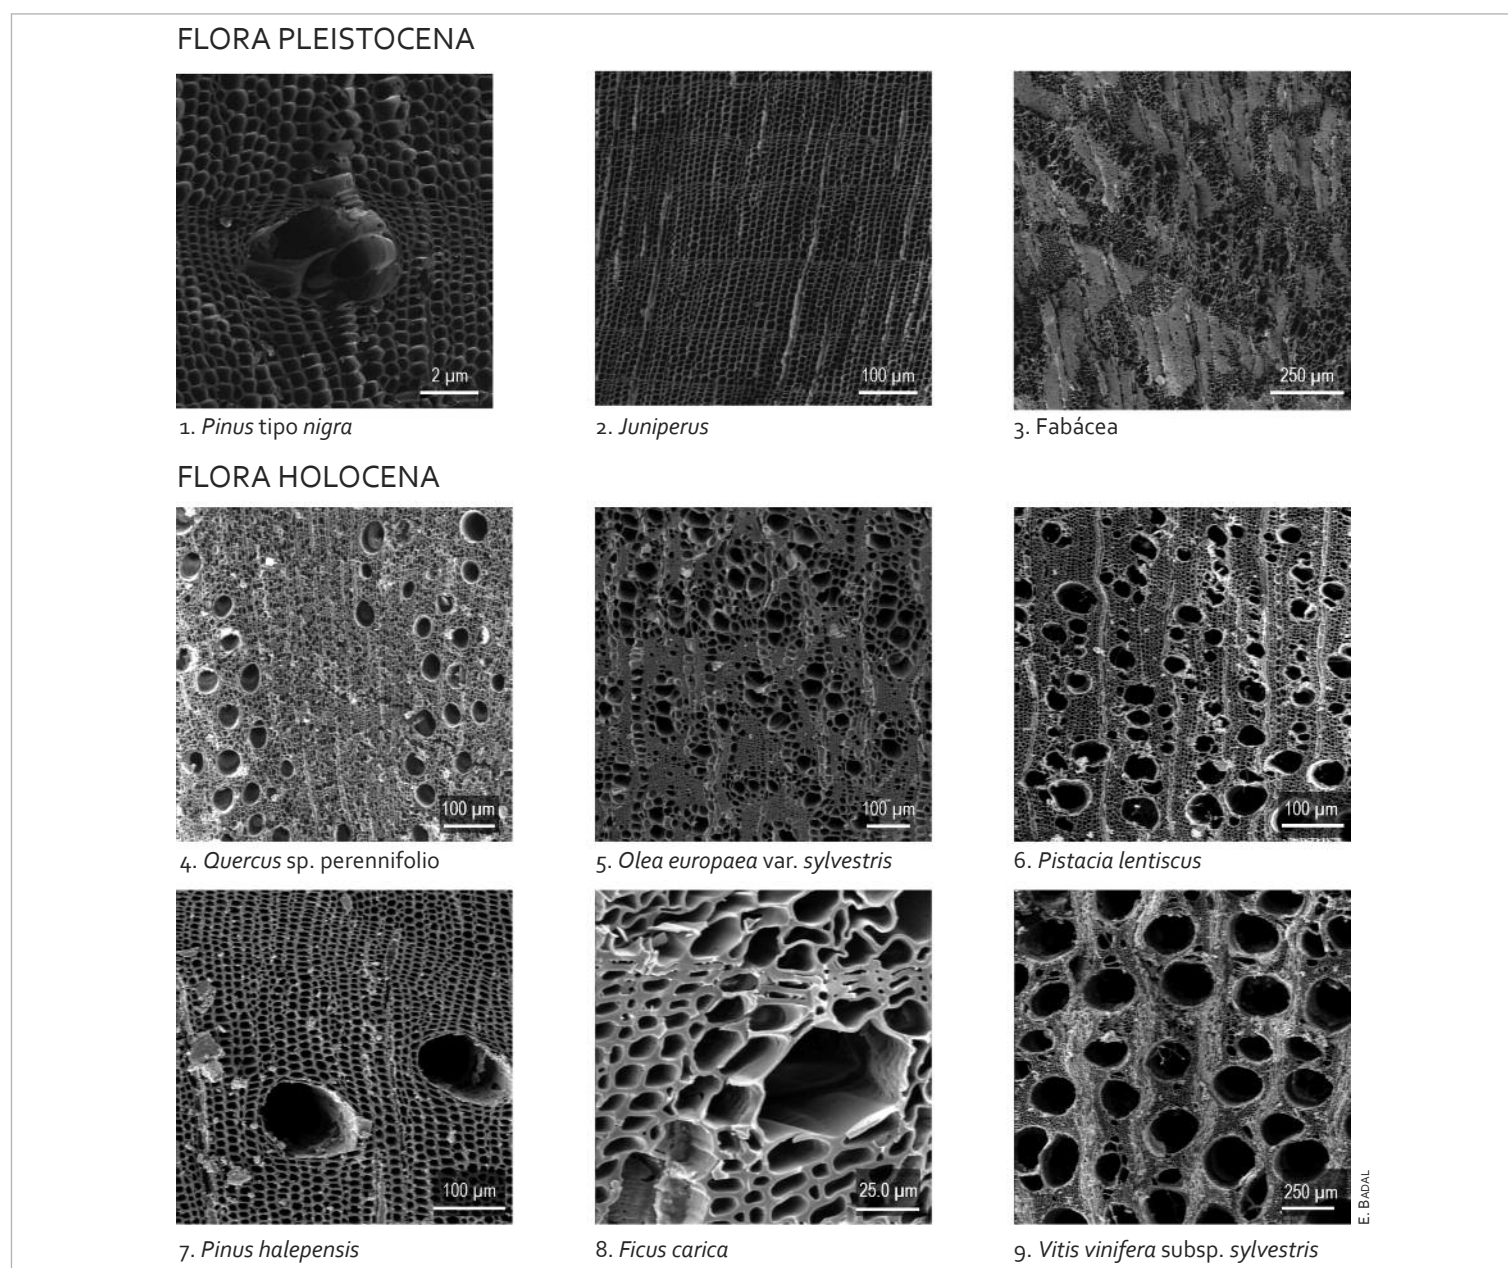 FLORA PLEISTOCENA
2 µm
100 µm
250 µm
1. Pinus tipo nigra
2. Juniperus
3. Fabácea
FLORA HOLOCENA
100 µm
100 µm
100 µm
4. Quercus sp. perennifolio
5. Olea europaea var. sylvestris
6. Pistacia lentiscus
100 µm
25.0 µm
250 µm
E. BADAL
7. Pinus halepensis
8. Ficus carica
9. Vitis vinifera subsp. sylvestris